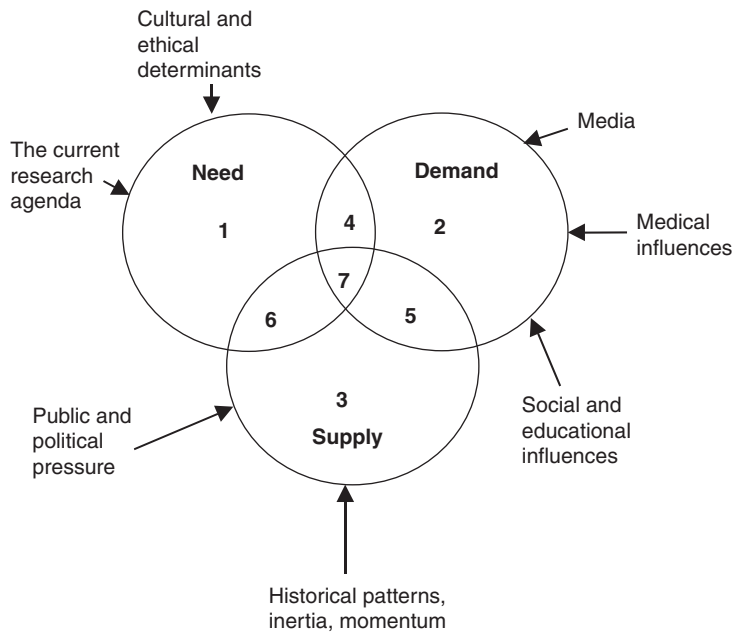 Cultural and
ethical
determinants
Media
The current
research
agenda
Need
Demand
1
4
2
Medical
influences
7
6
5
3
Supply
Public and
political
pressure
Social and
educational
influences
Historical patterns,
inertia, momentum